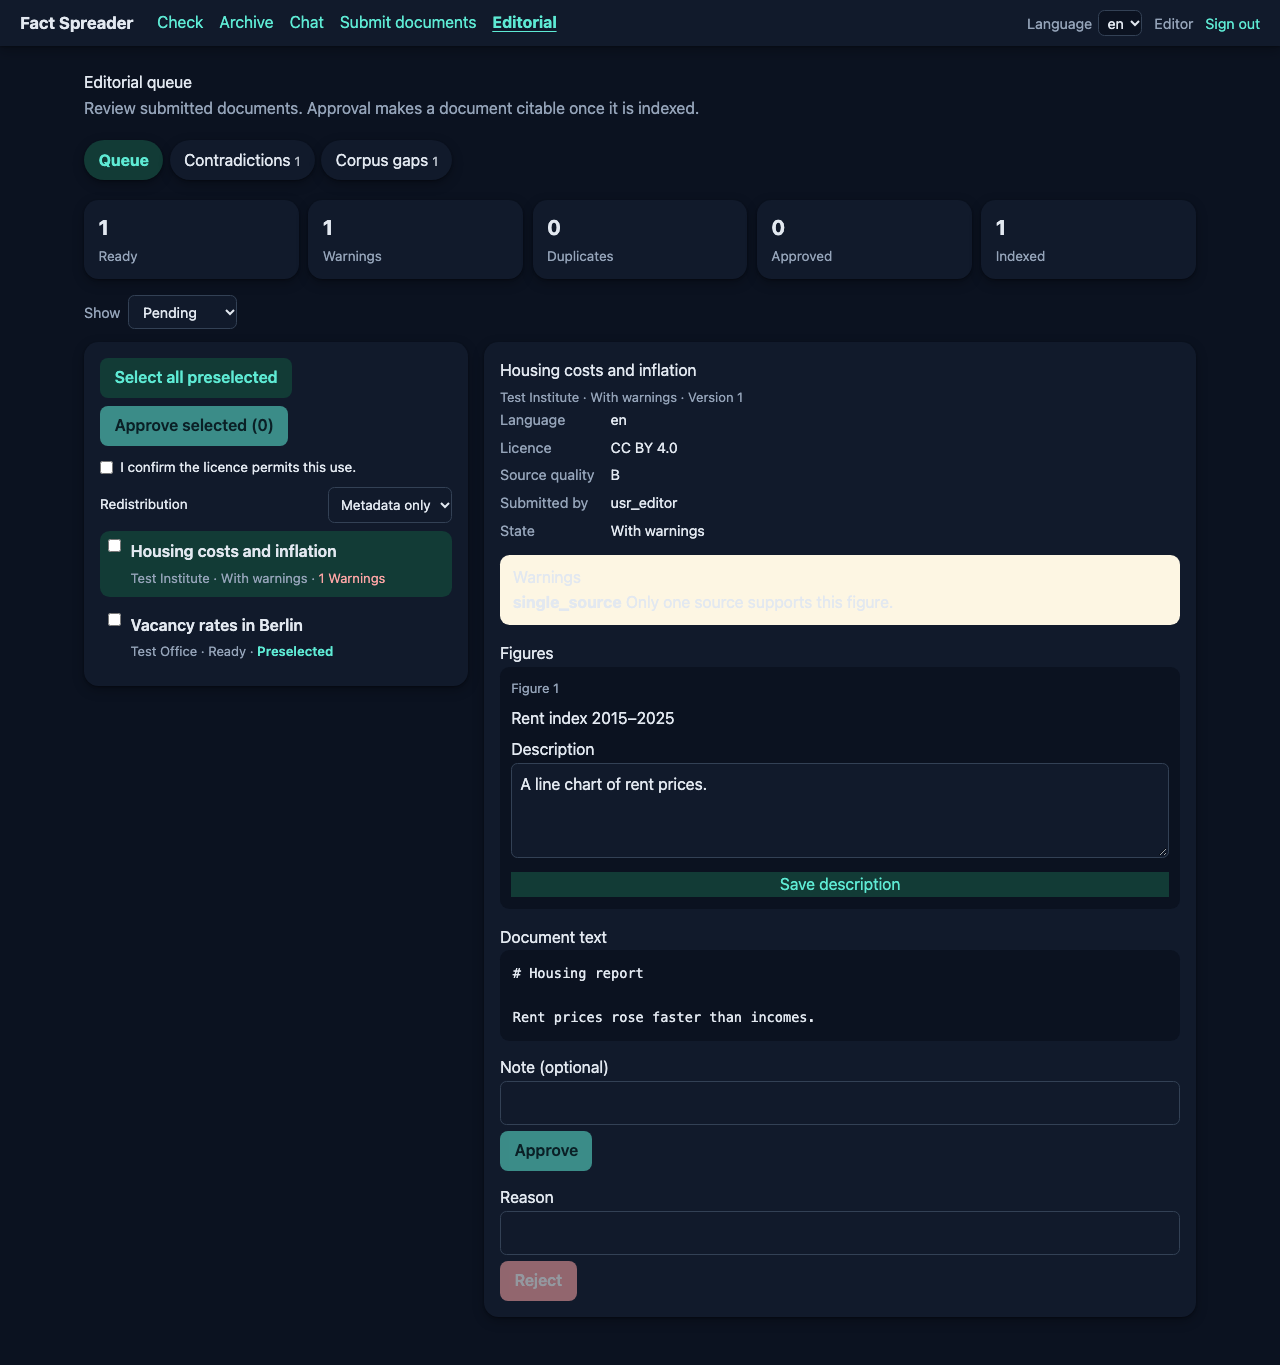 Fact Spreader Check Archive Chat Submit documents Editorial Language en Editor Sign out
Editorial queue
Review submitted documents. Approval makes a document citable once it is indexed.
Queue Contradictions 1 Corpus gaps 1
1 1 0 0 1
Ready Warnings Duplicates Approved Indexed
Show Pending
Select all preselected
Approve selected (0)
I confirm the licence permits this use.
Redistribution Metadata only
Housing costs and inflation
Test Institute · With warnings · 1 Warnings
Vacancy rates in Berlin
Test Office · Ready · Preselected
Housing costs and inflation
Test Institute · With warnings · Version 1
Language en
Licence CC BY 4.0
Source quality B
Submitted by usr_editor
State With warnings
Warnings
single_source Only one source supports this figure.
Figures
Figure 1
Rent index 2015–2025
Description
A line chart of rent prices.
Save description
Document text
# Housing report
Rent prices rose faster than incomes.
Note (optional)
Approve
Reason
Reject